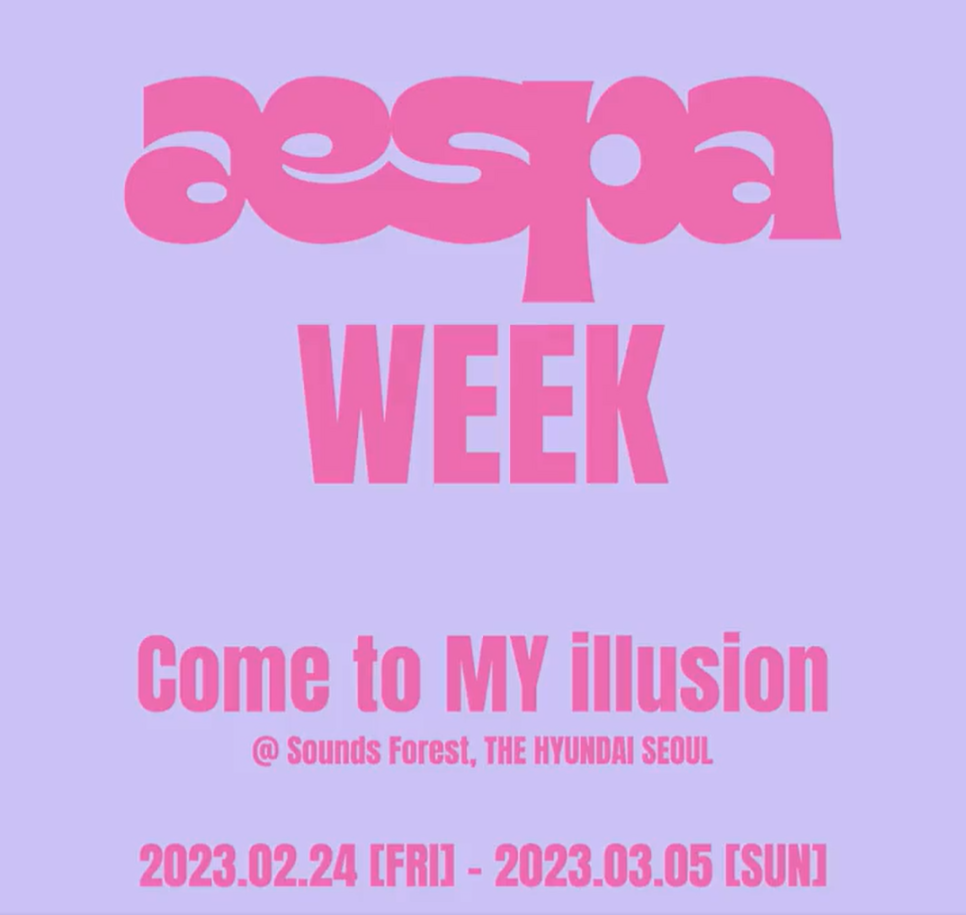 aespa
WEEK
Come to MY illusion
@ Sounds Forest, THE HYUNDAI SEOUL
2023.02.24 [FRI] - 2023.03.05 [SUN]